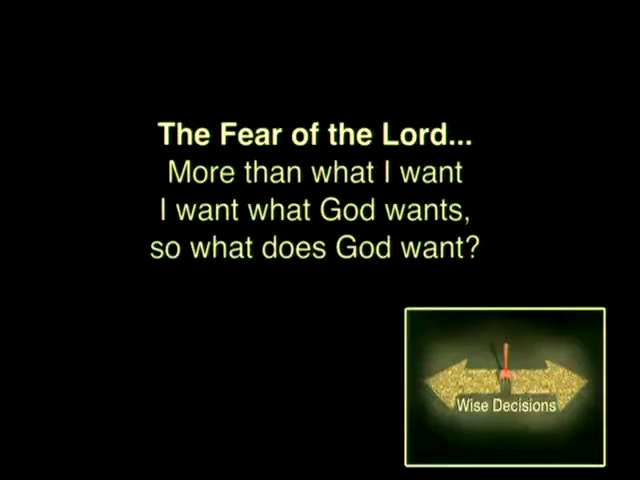 The Fear of the Lord...
More than what I want
I want what God wants,
so what does God want?
Wise Decisions